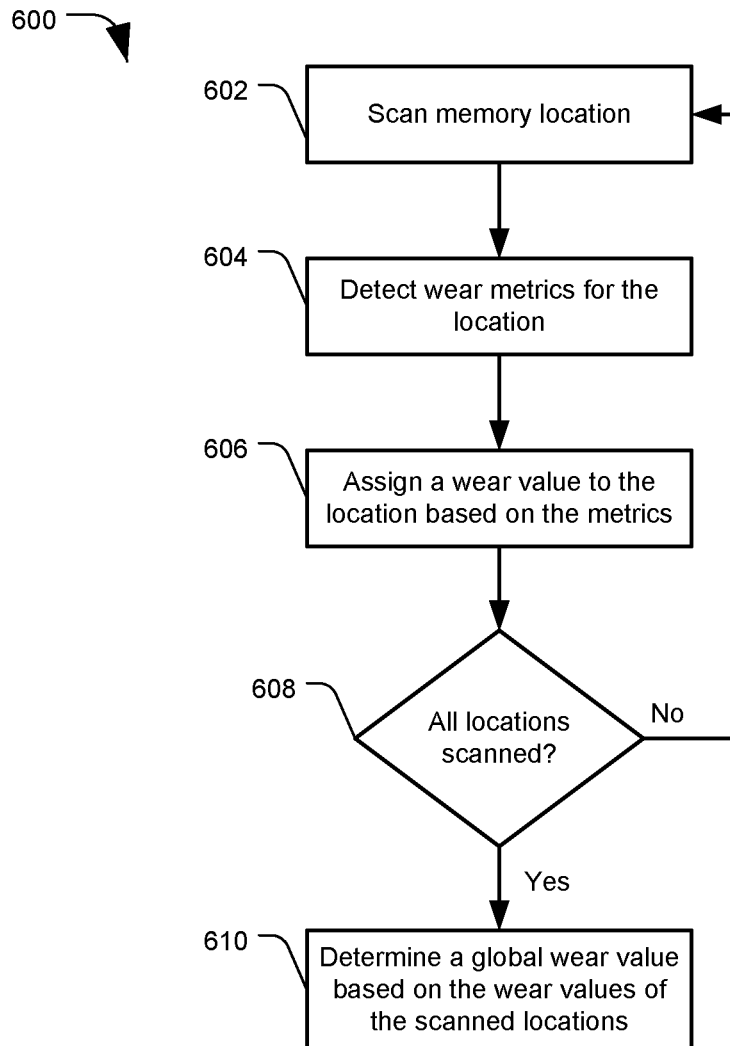 600
602
Scan memory location
604
Detect wear metrics for the
location
606
Assign a wear value to the
location based on the metrics
608
All locations
scanned?
No
Yes
610
Determine a global wear value
based on the wear values of
the scanned locations